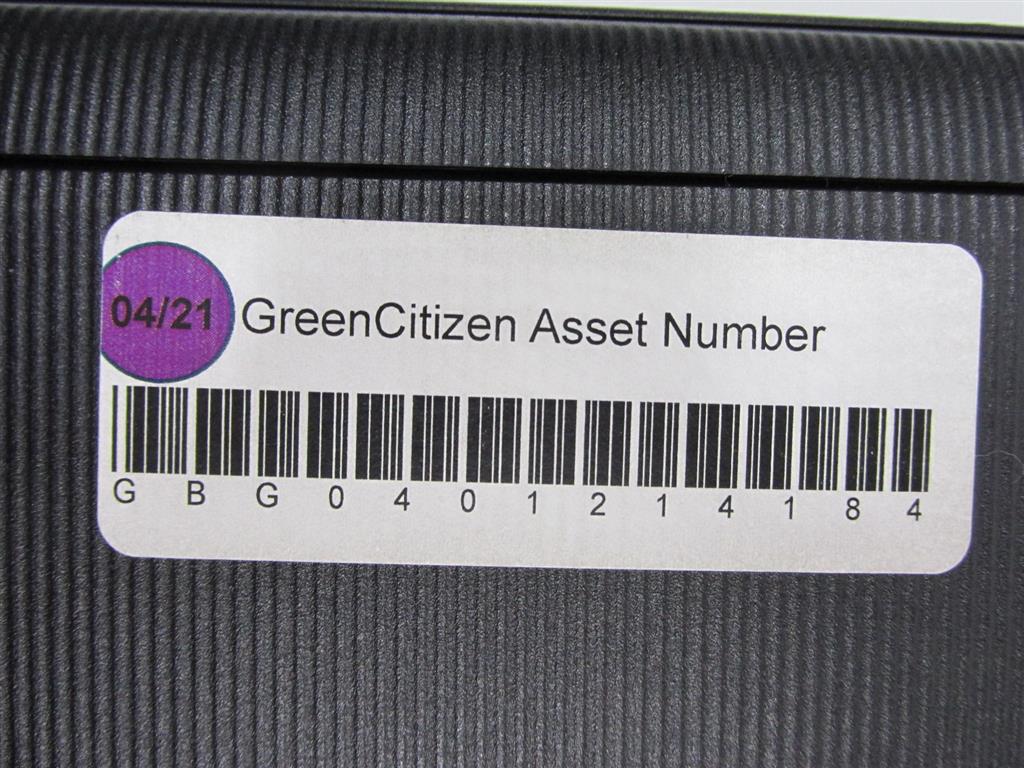 04/21 GreenCitizen Asset Number
G B G 0 4 0 1 2 1 4 1 8 4